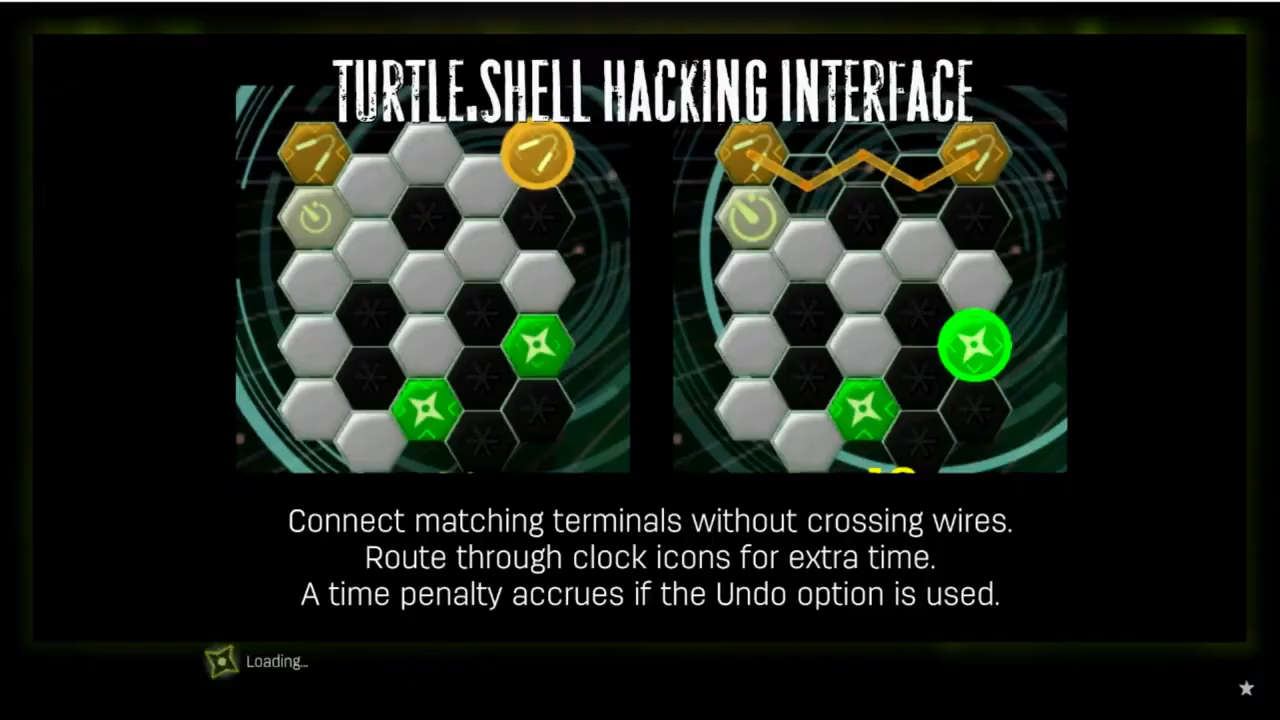 TURTLE.SHELL HACKING INTERFACE
Connect matching terminals without crossing wires.
Route through clock icons for extra time.
A time penalty accrues if the Undo option is used.
Loading...